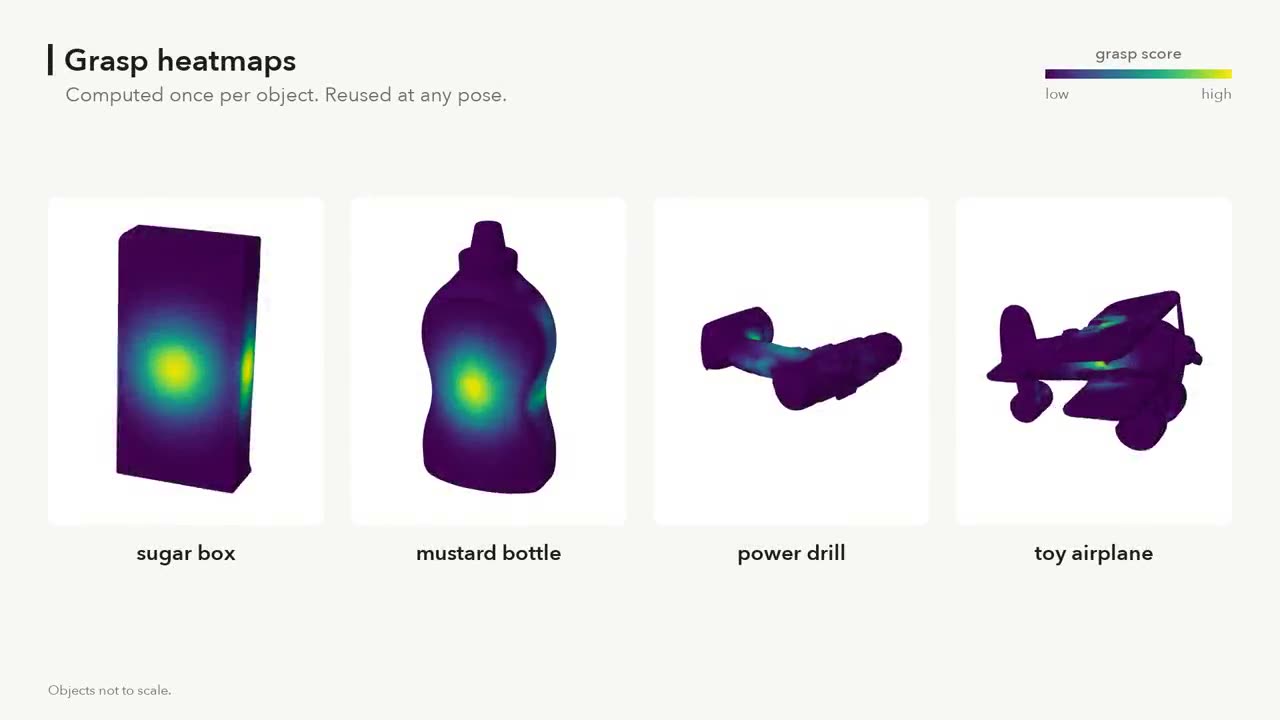 Grasp heatmaps
Computed once per object. Reused at any pose.
grasp score
low high
sugar box
mustard bottle
power drill
toy airplane
Objects not to scale.